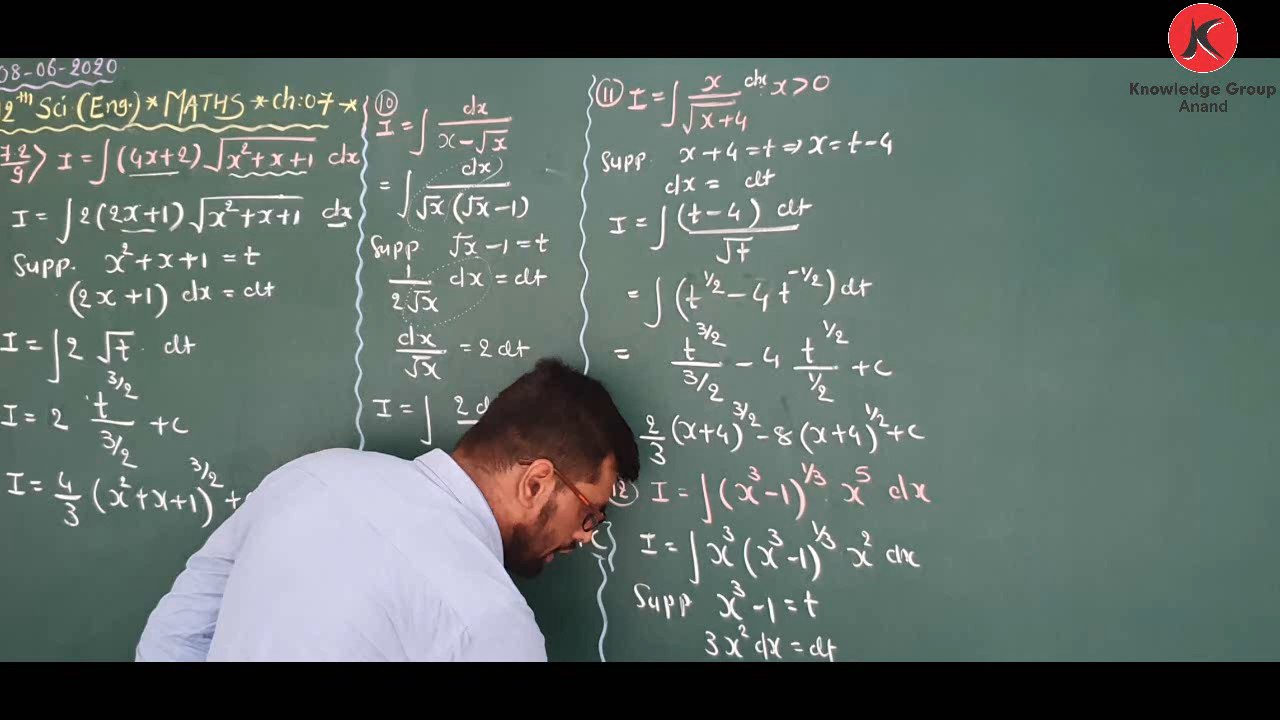 08-06-2020
12th Sci (Eng.) * MATHS * ch:07 *
7.2/9> I = ∫(4x+2) √(x²+x+1) dx
I = ∫2(2x+1) √(x²+x+1) dx
Supp. x²+x+1 = t
(2x+1) dx = dt
I = ∫2 √t dt
I = 2 t^(3/2)/(3/2) + c
I = 4/3 (x²+x+1)^(3/2) +
(10)
I = ∫ dx/(x-√x)
= ∫ dx/(√x(√x-1))
Supp √x-1 = t
1/(2√x) dx = dt
dx/√x = 2dt
I = ∫ 2
(11) I = ∫ x/√(x+4) dx x>0
Supp. x+4 = t ⇒ x = t-4
dx = dt
I = ∫ (t-4) dt/√t
= ∫(t^(1/2) - 4t^(-1/2)) dt
= t^(3/2)/(3/2) - 4 t^(1/2)/(1/2) + c
2/3 (x+4)^(3/2) - 8(x+4)^(1/2) + c
12) I = ∫(x³-1)^(1/3) x⁵ dx
I = ∫x³(x³-1)^(1/3) x² dx
Supp x³-1 = t
3x² dx = dt
Knowledge Group
Anand